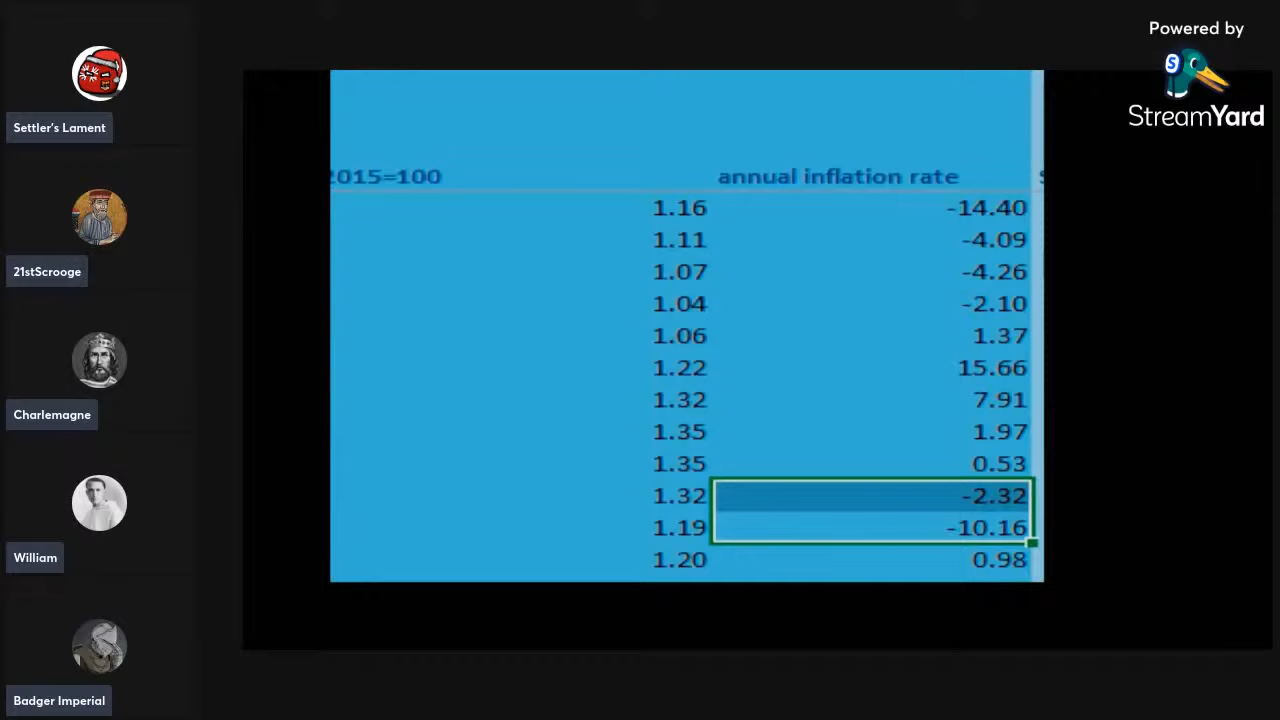 Powered by
StreamYard
Settler's Lament
21stScrooge
Charlemagne
William
Badger Imperial
2015=100 annual inflation rate
1.16 -14.40
1.11 -4.09
1.07 -4.26
1.04 -2.10
1.06 1.37
1.22 15.66
1.32 7.91
1.35 1.97
1.35 0.53
1.32 -2.32
1.19 -10.16
1.20 0.98